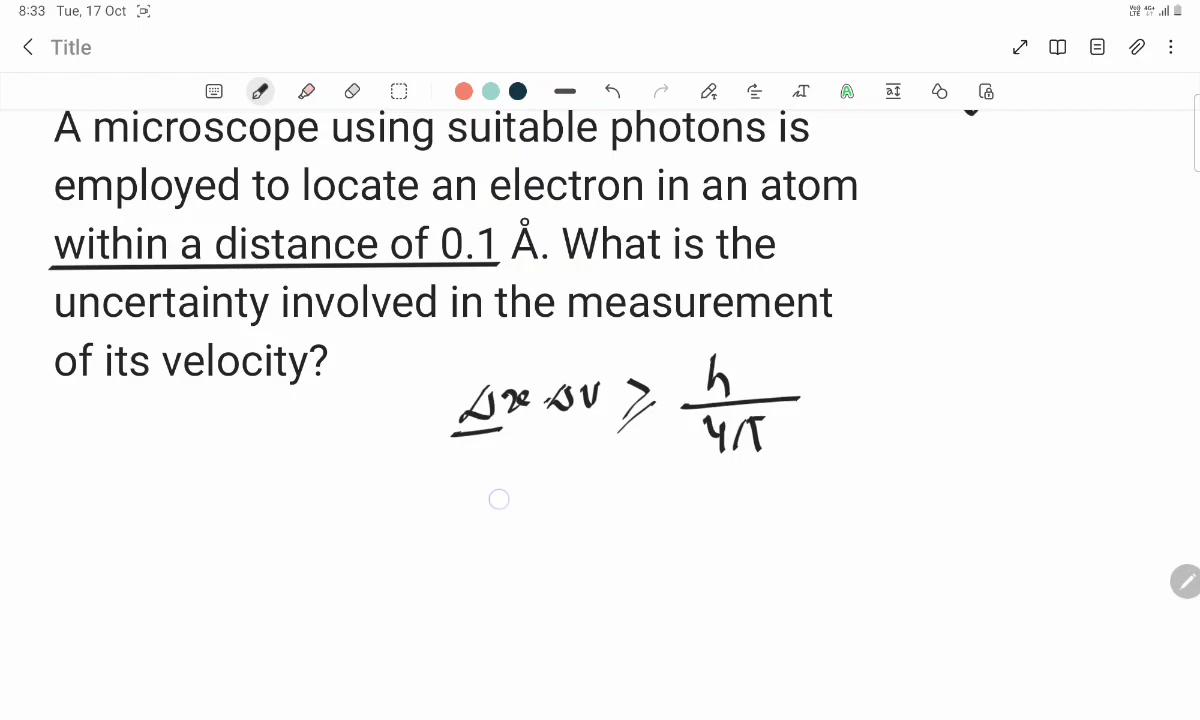 8:33 Tue, 17 Oct
Title
A microscope using suitable photons is
employed to locate an electron in an atom
within a distance of 0.1 Å. What is the
uncertainty involved in the measurement
of its velocity?
Δx·Δv ≥ h/4π